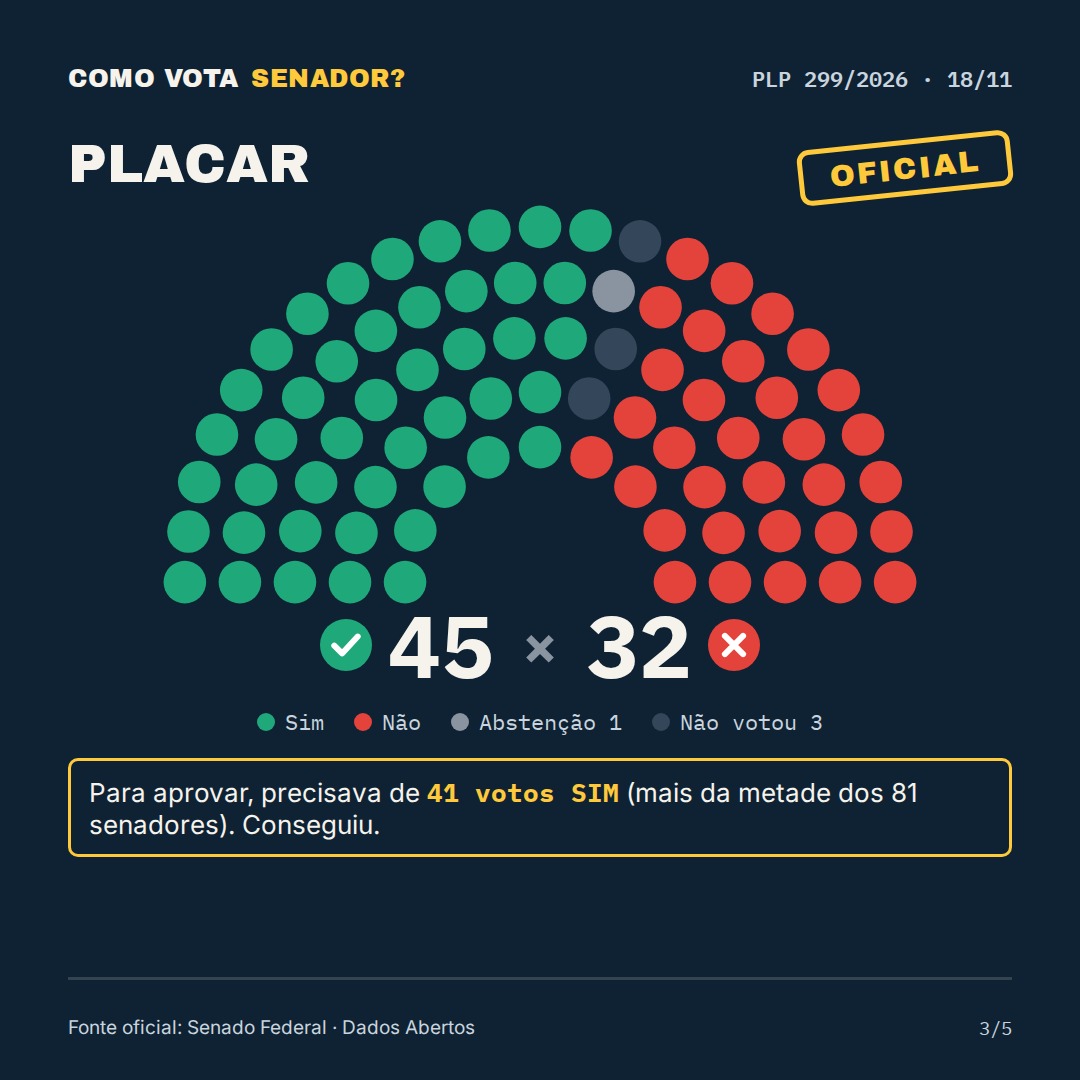 COMO VOTA SENADOR?
PLP 299/2026 · 18/11
PLACAR
OFICIAL
45 × 32
Sim Não Abstenção 1 Não votou 3
Para aprovar, precisava de 41 votos SIM (mais da metade dos 81
senadores). Conseguiu.
Fonte oficial: Senado Federal · Dados Abertos
3/5